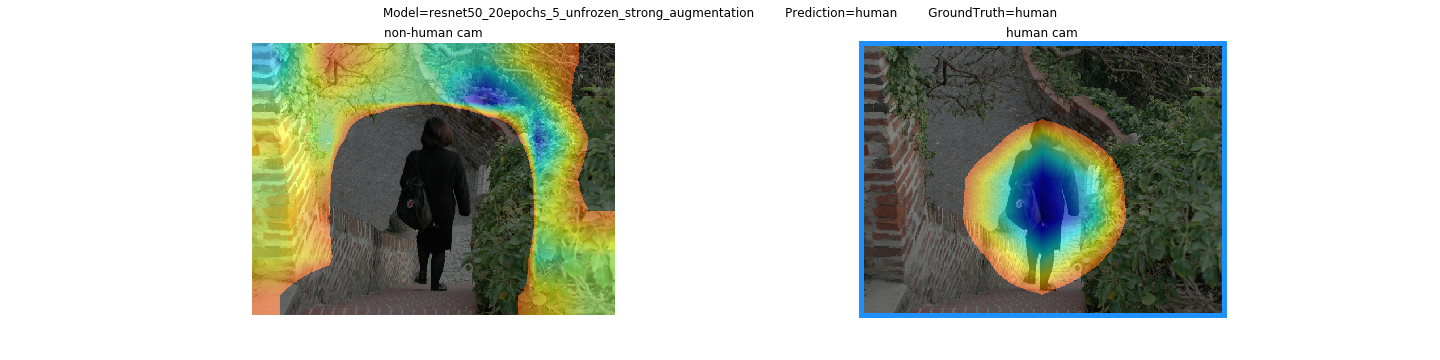 Model=resnet50_20epochs_5_unfrozen_strong_augmentation Prediction=human GroundTruth=human
non-human cam
human cam